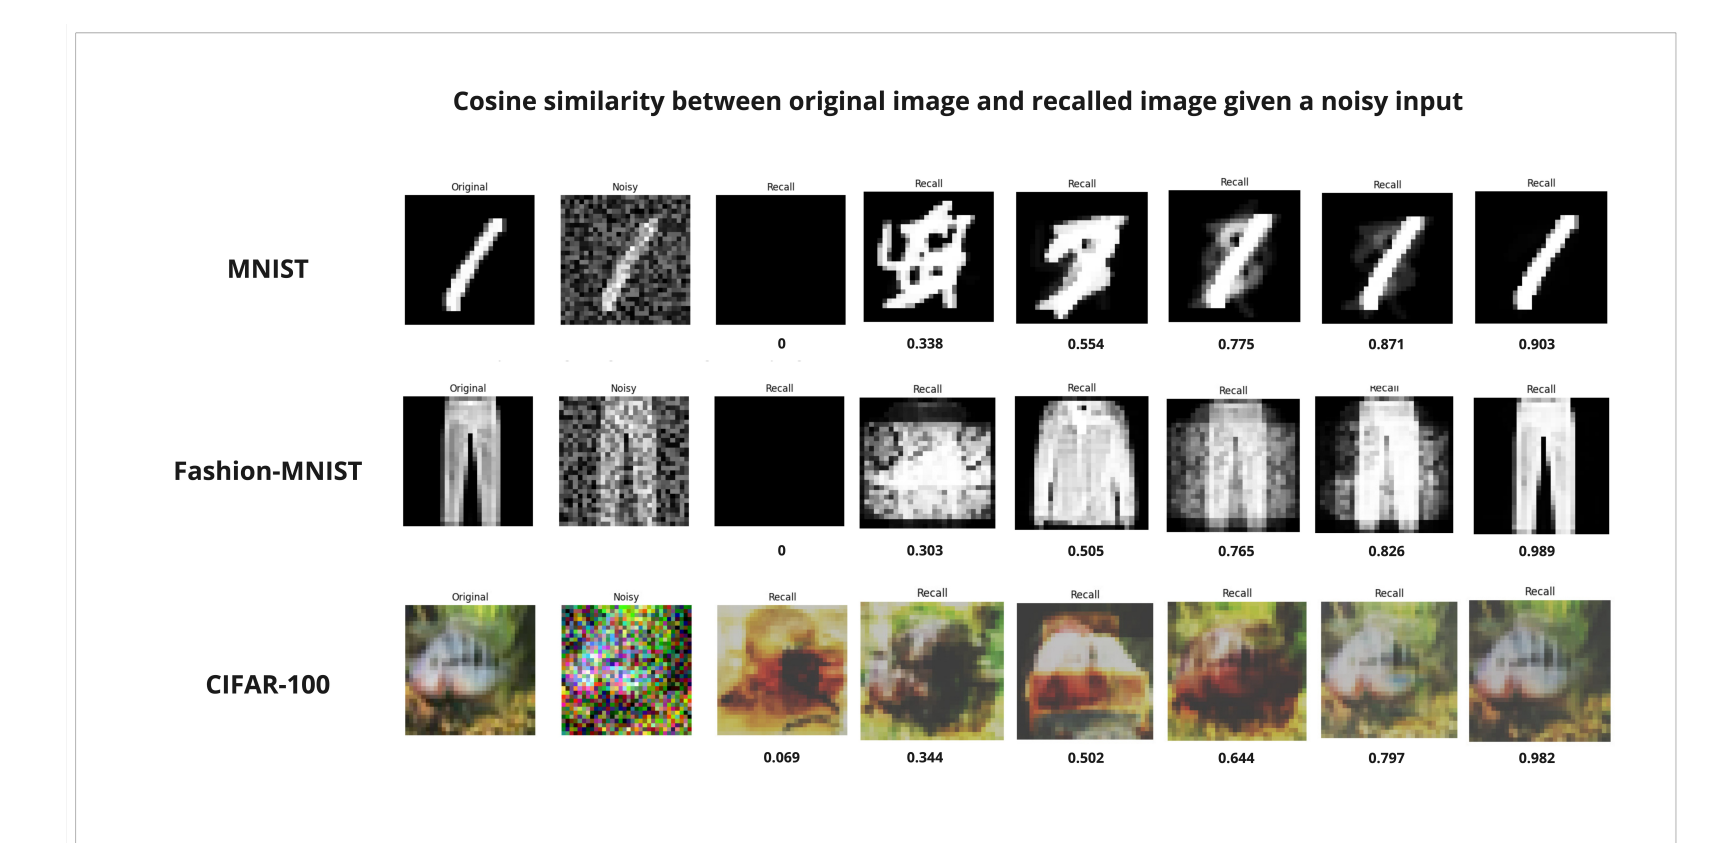 Cosine similarity between original image and recalled image given a noisy input
MNIST
Original Noisy Recall Recall Recall Recall Recall Recall
0 0.338 0.554 0.775 0.871 0.903
Fashion-MNIST
Original Noisy Recall Recall Recall Recall Recall Recall
0 0.303 0.505 0.765 0.826 0.989
CIFAR-100
Original Noisy Recall Recall Recall Recall Recall Recall
0.069 0.344 0.502 0.644 0.797 0.982